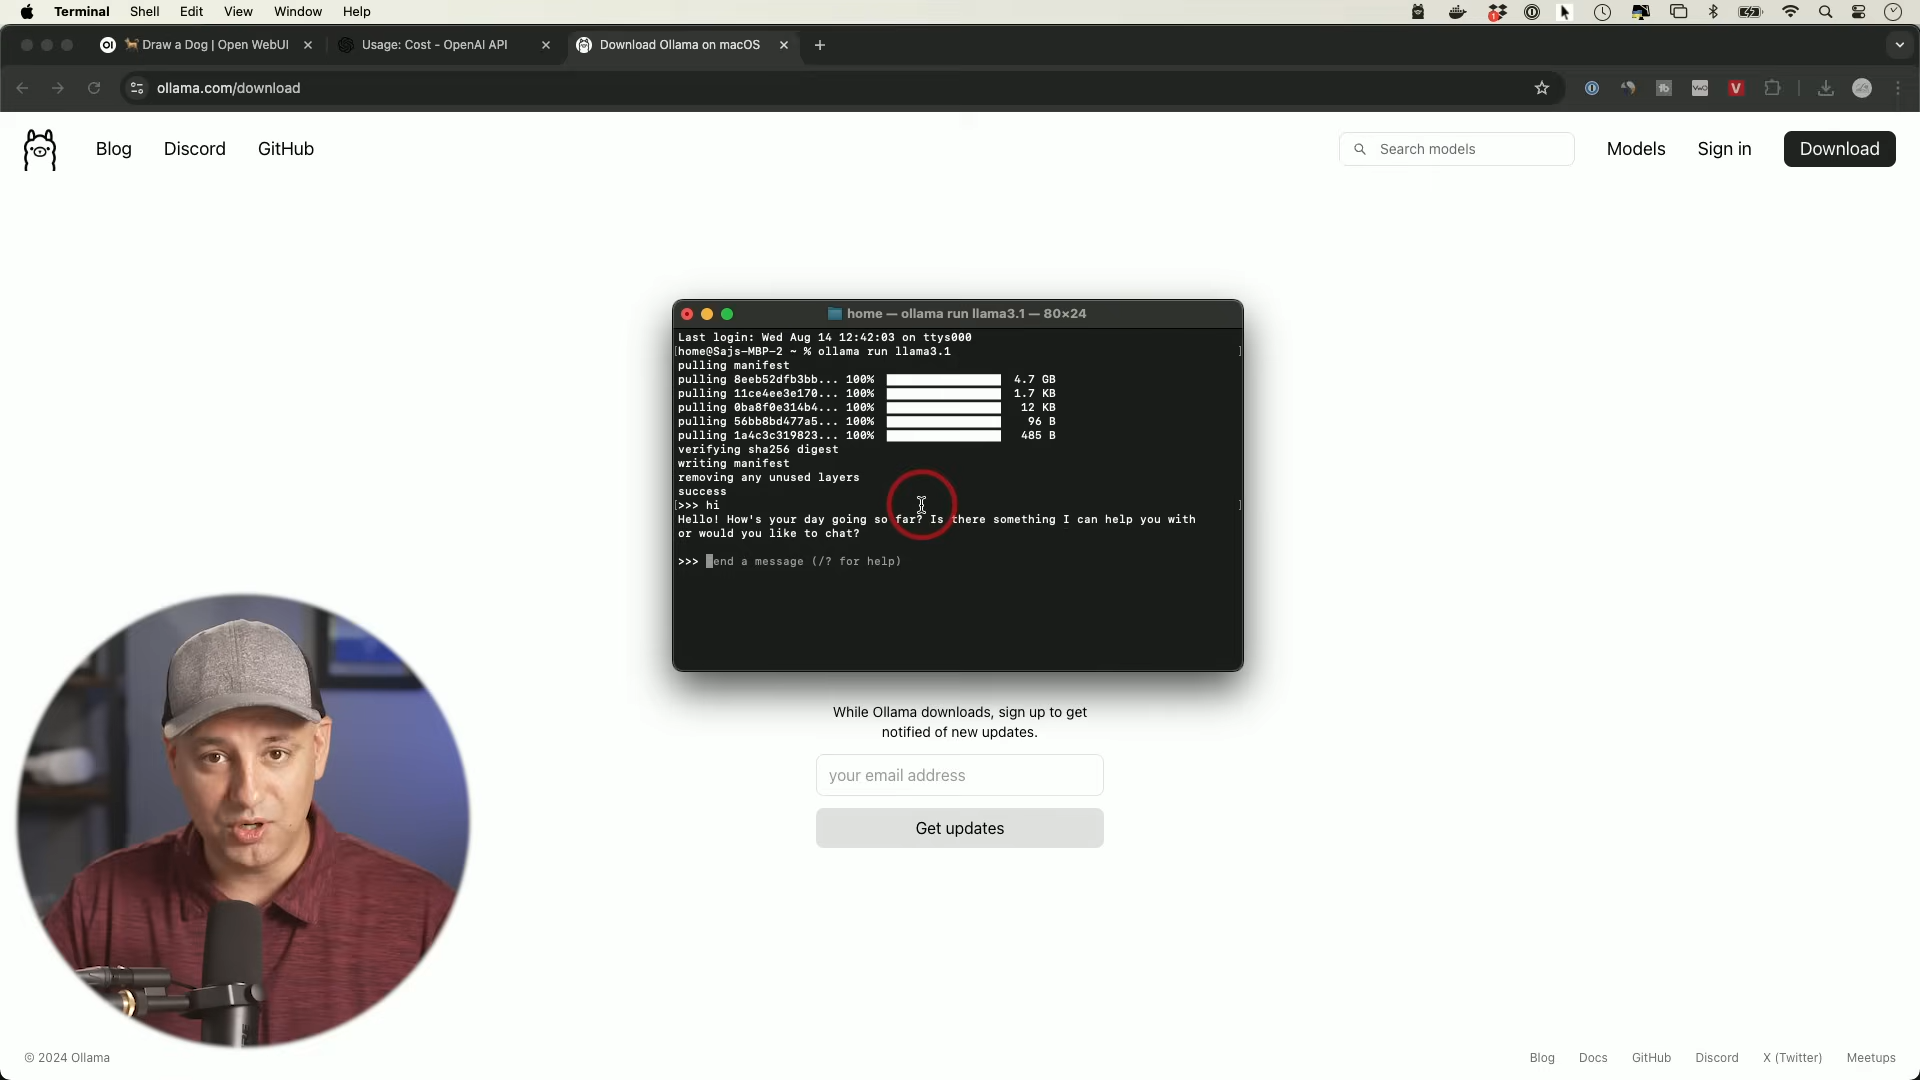 Terminal Shell Edit View Window Help
Draw a Dog | Open WebUI
Usage: Cost - OpenAI API
Download Ollama on macOS
ollama.com/download
Blog Discord GitHub
Search models
Models Sign in Download
home — ollama run llama3.1 — 80×24
Last login: Wed Aug 14 12:42:03 on ttys000
[home@Sajs-MBP-2 ~ % ollama run llama3.1 ]
pulling manifest
pulling 8eeb52dfb3bb... 100% 4.7 GB
pulling 11ce4ee3e170... 100% 1.7 KB
pulling 0ba8f0e314b4... 100% 12 KB
pulling 56bb8bd477a5... 100% 96 B
pulling 1a4c3c319823... 100% 485 B
verifying sha256 digest
writing manifest
removing any unused layers
success
[>>> hi ]
Hello! How's your day going so far? Is there something I can help you with
or would you like to chat?
>>> end a message (/? for help)
While Ollama downloads, sign up to get
notified of new updates.
your email address
Get updates
© 2024 Ollama
Blog Docs GitHub Discord X (Twitter) Meetups